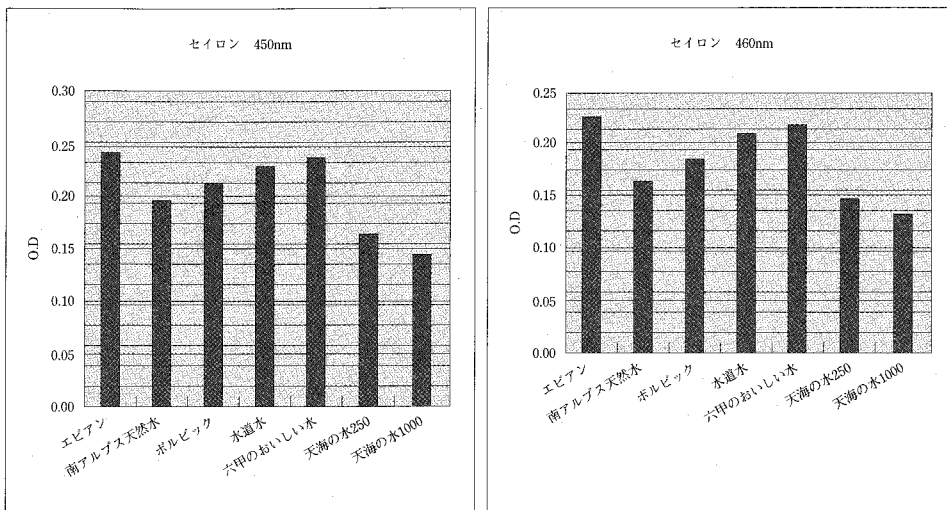 セイロン 450nm
0.30
0.25
0.20
0.15
0.10
0.05
0.00
O.D
エビアン
南アルプス天然水
ボルビック
水道水
六甲のおいしい水
天海の水250
天海の水1000
セイロン 460nm
0.25
0.20
0.15
0.10
0.05
0.00
O.D
エビアン
南アルプス天然水
ボルビック
水道水
六甲のおいしい水
天海の水250
天海の水1000